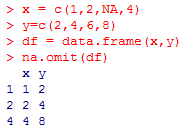 > x = c(1,2,NA,4)
> y=c(2,4,6,8)
> df = data.frame(x,y)
> na.omit(df)
  x y
1 1 2
2 2 4
4 4 8